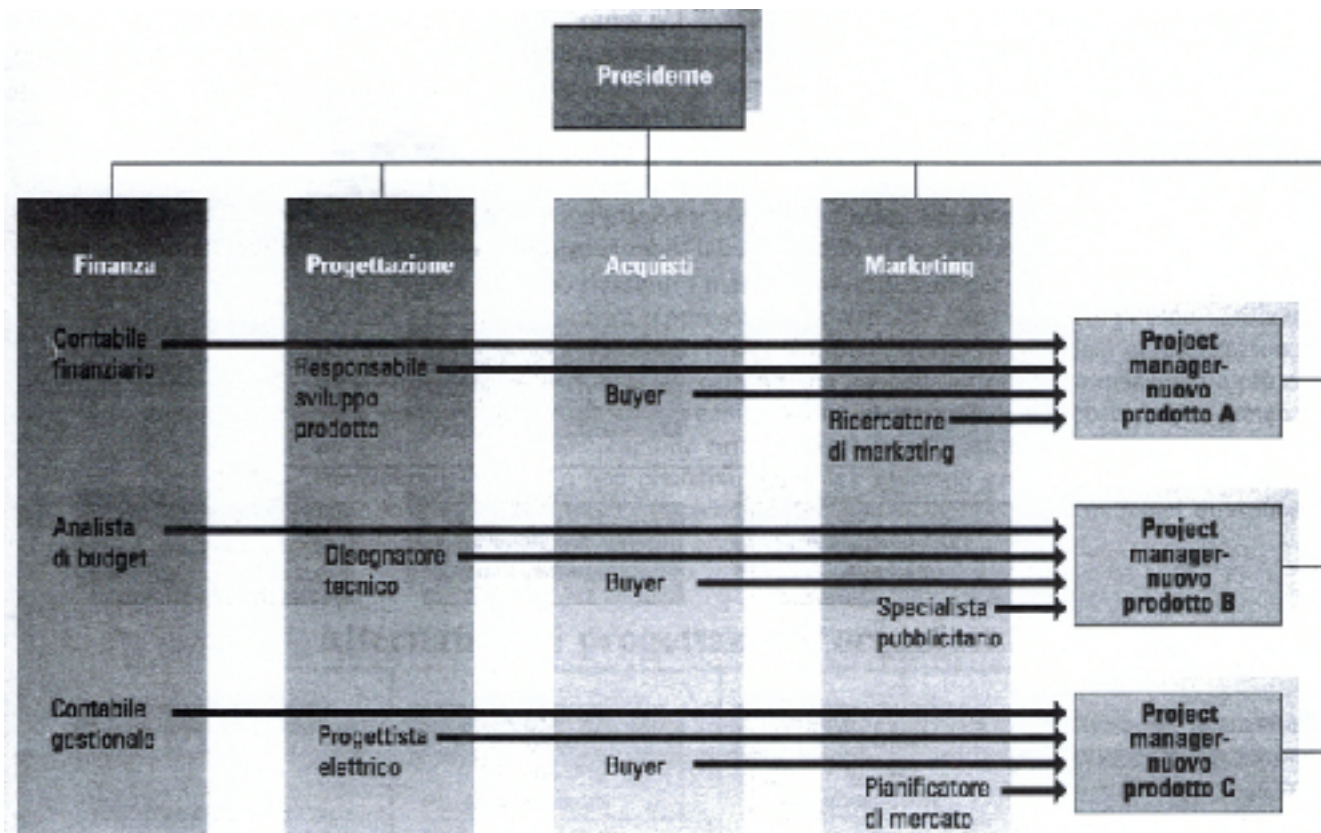 Presidente
Finanza
Progettazione
Acquisti
Marketing
Contabile
finanziario
Responsabile
sviluppo
prodotto
Buyer
Ricercatore
di marketing
Project
manager-
nuovo
prodotto A
Analista
di budget
Disegnatore
tecnico
Buyer
Specialista
pubblicitario
Project
manager-
nuovo
prodotto B
Contabile
gestionale
Progettista
elettrico
Buyer
Pianificatore
di mercato
Project
manager-
nuovo
prodotto C